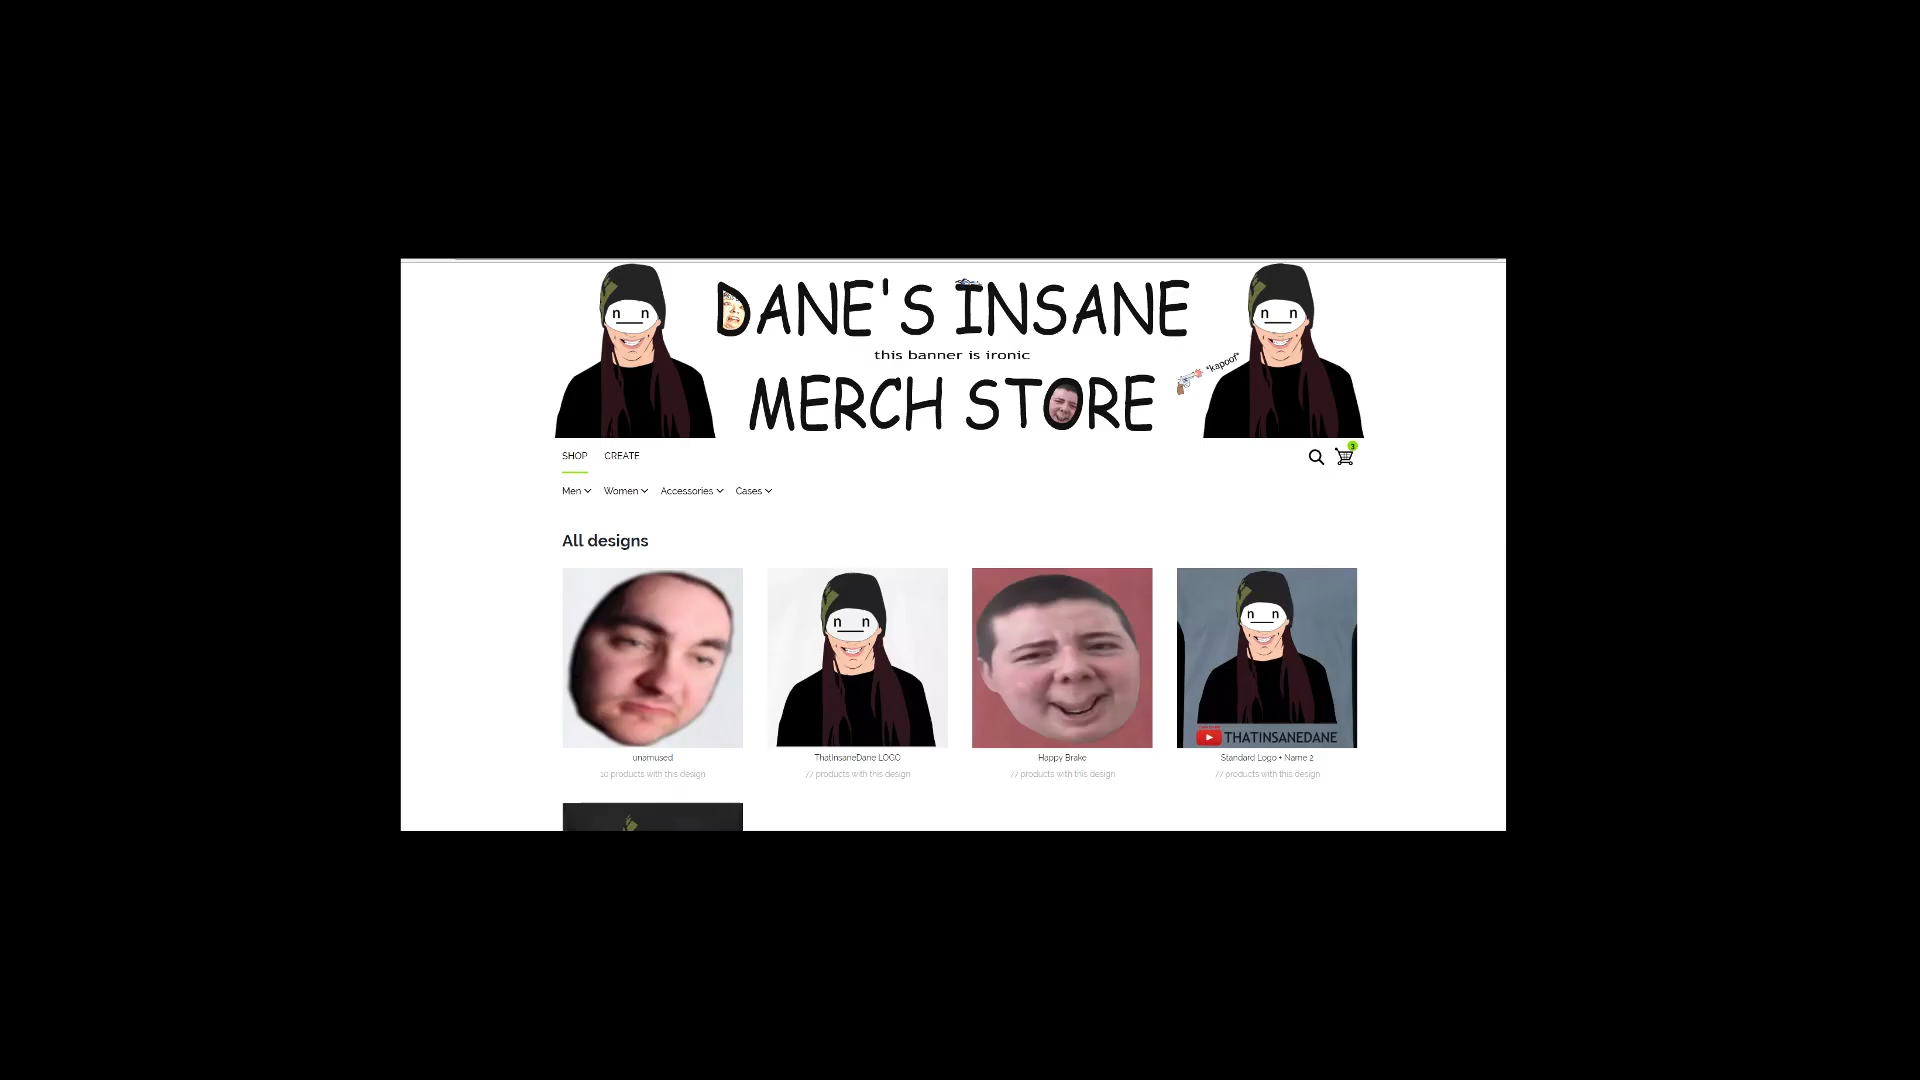 DANE'S INSANE
this banner is ironic
*kapoof*
MERCH STORE
3
SHOP CREATE
Men Women Accessories Cases
All designs
THATINSANEDANE
unamused ThatInsaneDane LOGO Happy Brake Standard Logo + Name 2
10 products with this design // products with this design // products with this design // products with this design